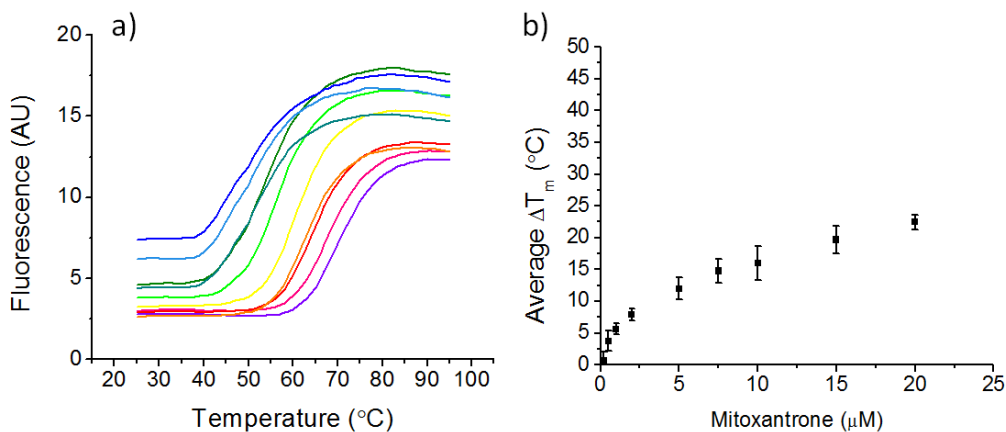 a)
20
15
10
5
0
Fluorescence (AU)
20 30 40 50 60 70 80 90 100
Temperature (°C)
b)
50
45
40
35
30
25
20
15
10
5
0
Average ΔTm (°C)
0 5 10 15 20 25
Mitoxantrone (μM)